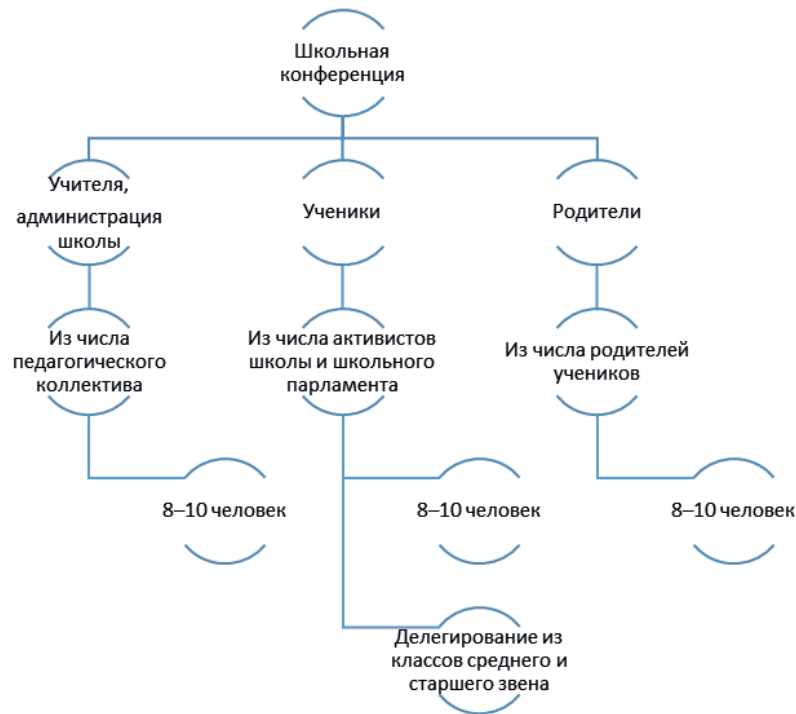 Школьная
конференция
Учителя,
администрация
школы
Ученики
Родители
Из числа
педагогического
коллектива
Из числа активистов
школы и школьного
парламента
Из числа родителей
учеников
8–10 человек
8–10 человек
8–10 человек
Делегирование из
классов среднего и
старшего звена